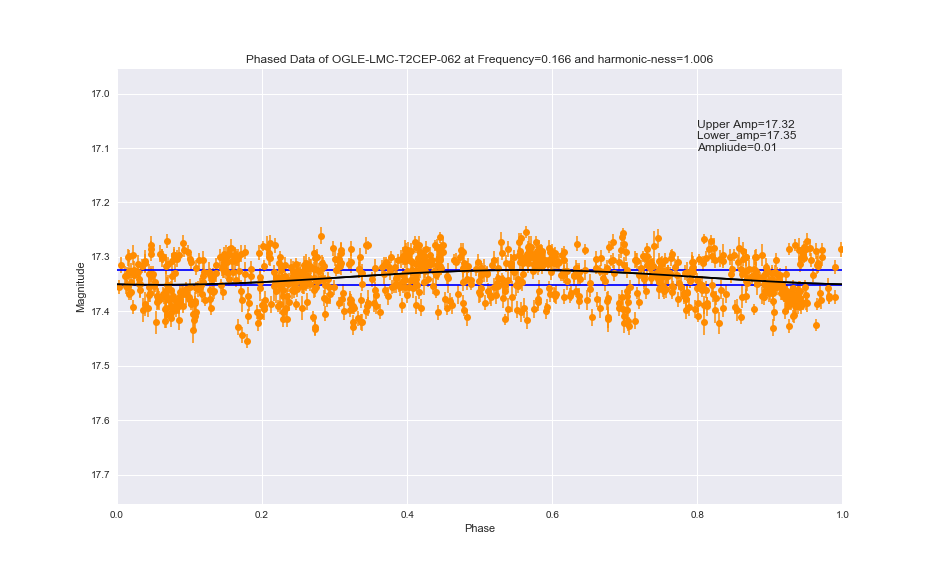 Phased Data of OGLE-LMC-T2CEP-062 at Frequency=0.166 and harmonic-ness=1.006
17.0
Upper Amp=17.32
Lower_amp=17.35
Ampliude=0.01
17.1
17.2
17.3
Magnitude
17.4
17.5
17.6
17.7
0.0 0.2 0.4 0.6 0.8 1.0
Phase